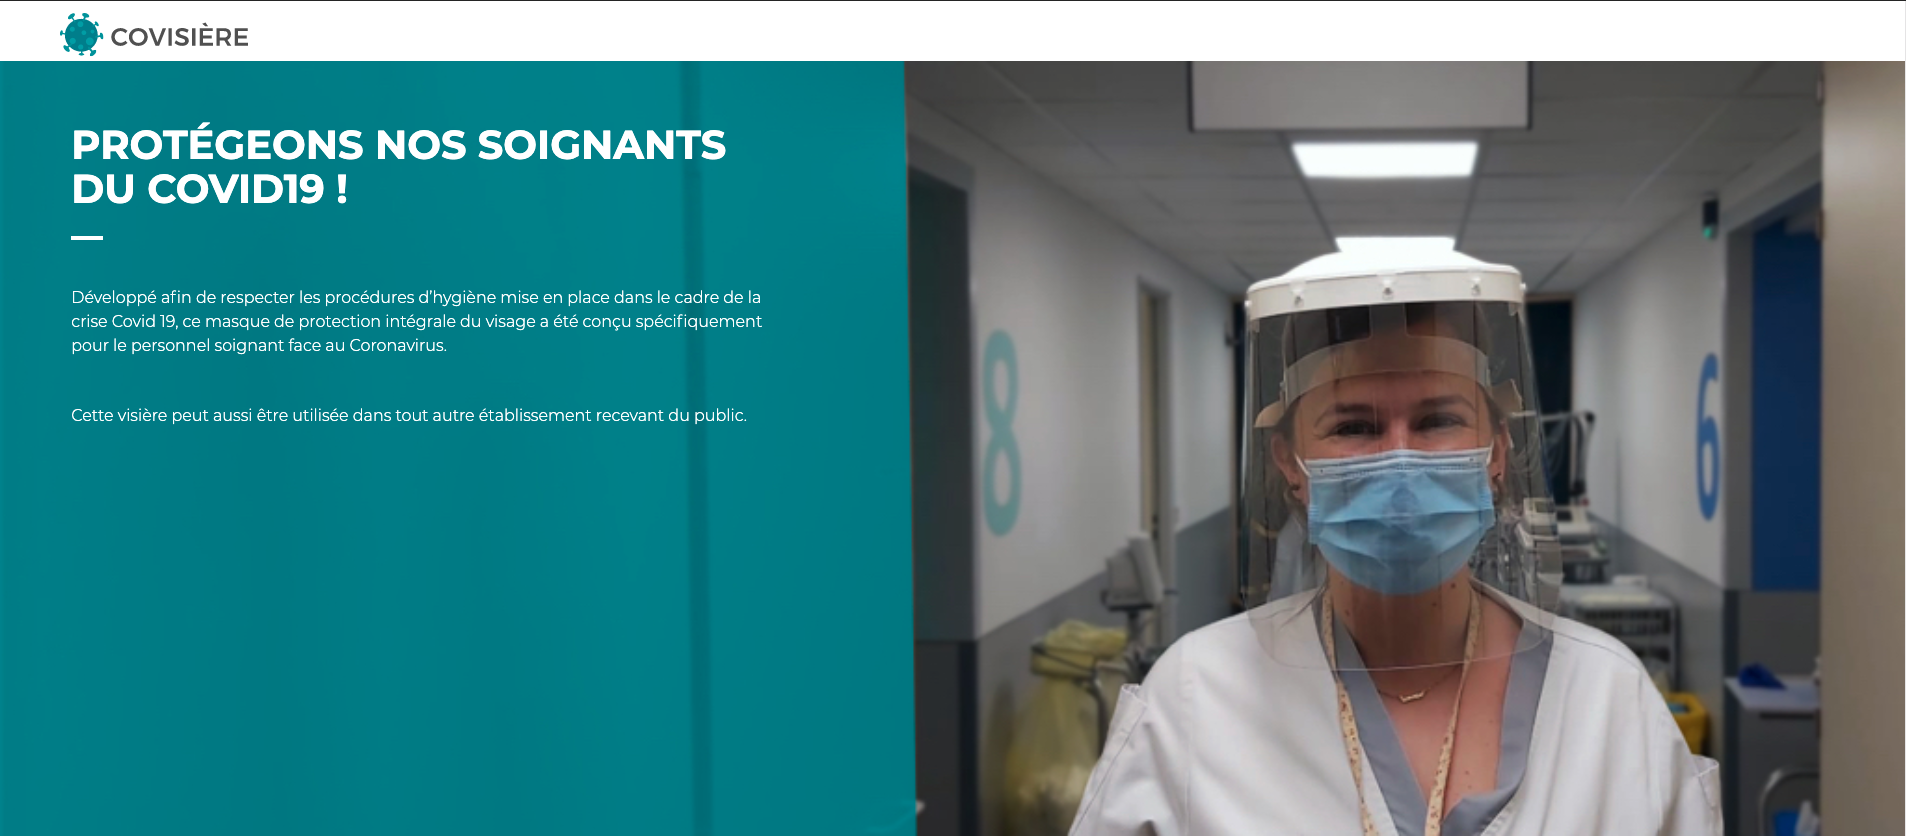 COVISIÈRE
PROTÉGEONS NOS SOIGNANTS
DU COVID19 !
Développé afin de respecter les procédures d’hygiène mise en place dans le cadre de la
crise Covid 19, ce masque de protection intégrale du visage a été conçu spécifiquement
pour le personnel soignant face au Coronavirus.
Cette visière peut aussi être utilisée dans tout autre établissement recevant du public.
8
6